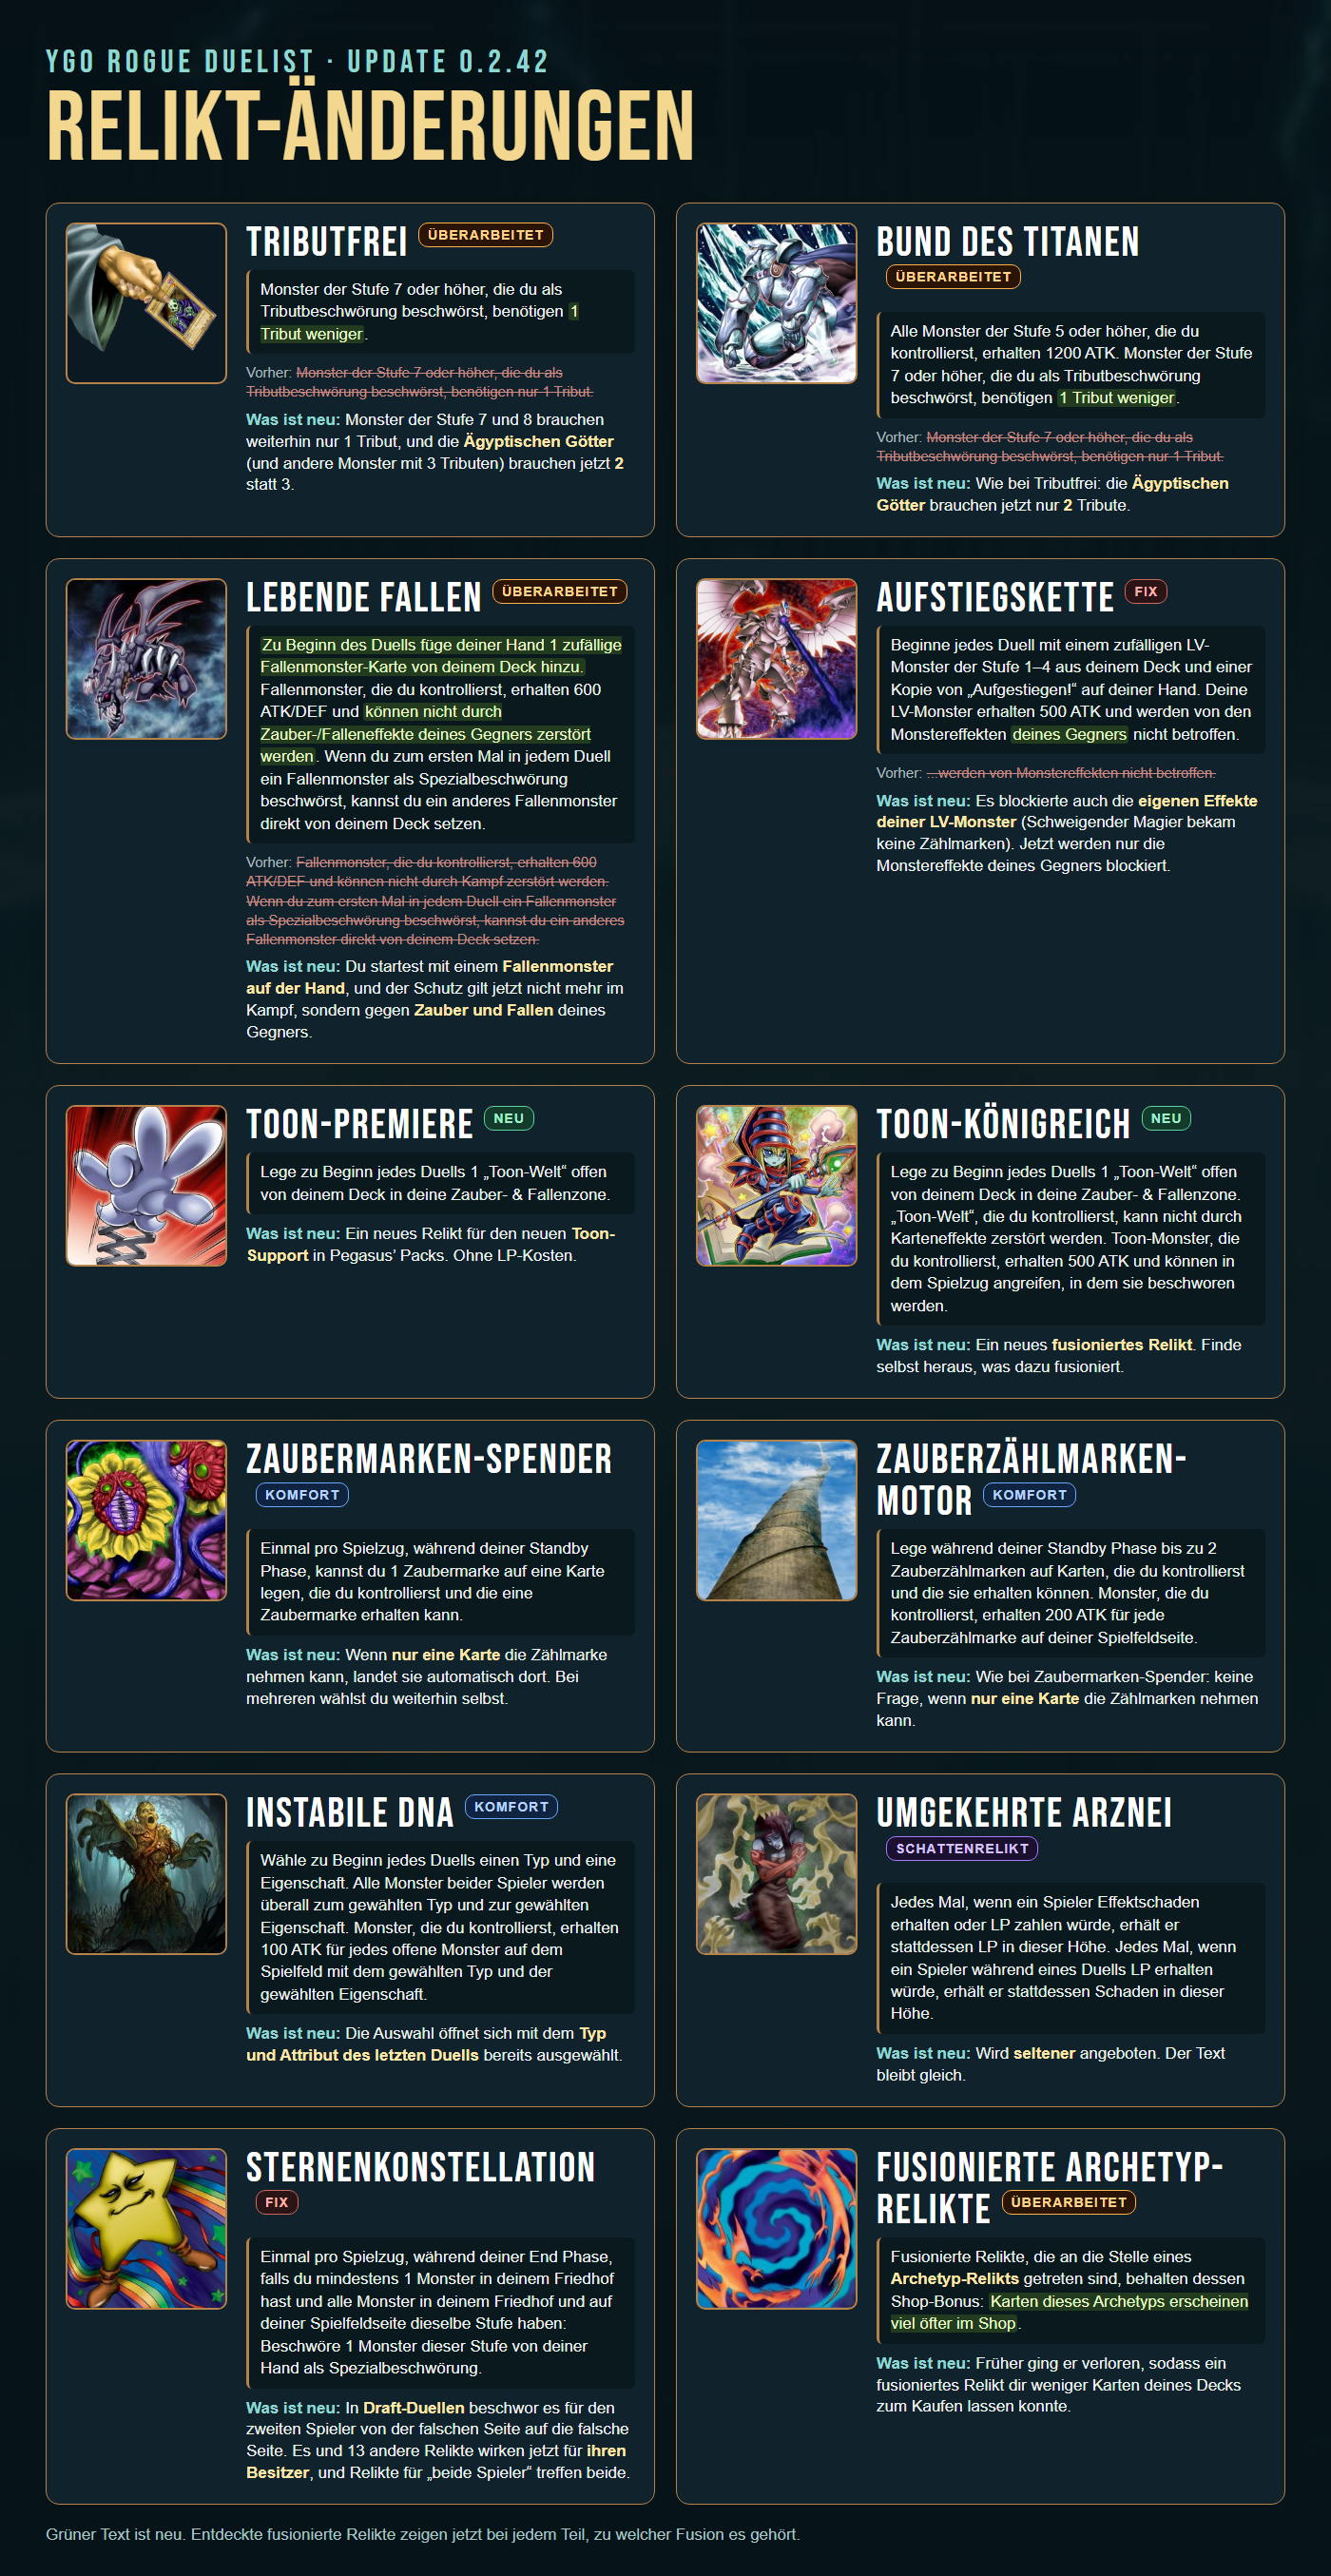 YGO ROGUE DUELIST · UPDATE 0.2.42
RELIKT-ÄNDERUNGEN
TRIBUTFREI ÜBERARBEITET
Monster der Stufe 7 oder höher, die du als
Tributbeschwörung beschwörst, benötigen 1
Tribut weniger.
Vorher: Monster der Stufe 7 oder höher, die du als
Tributbeschwörung beschwörst, benötigen nur 1 Tribut.
Was ist neu: Monster der Stufe 7 und 8 brauchen
weiterhin nur 1 Tribut, und die Ägyptischen Götter
(und andere Monster mit 3 Tributen) brauchen jetzt 2
statt 3.
BUND DES TITANEN
ÜBERARBEITET
Alle Monster der Stufe 5 oder höher, die du
kontrollierst, erhalten 1200 ATK. Monster der Stufe
7 oder höher, die du als Tributbeschwörung
beschwörst, benötigen 1 Tribut weniger.
Vorher: Monster der Stufe 7 oder höher, die du als
Tributbeschwörung beschwörst, benötigen nur 1 Tribut.
Was ist neu: Wie bei Tributfrei: die Ägyptischen
Götter brauchen jetzt nur 2 Tribute.
LEBENDE FALLEN ÜBERARBEITET
Zu Beginn des Duells füge deiner Hand 1 zufällige
Fallenmonster-Karte von deinem Deck hinzu.
Fallenmonster, die du kontrollierst, erhalten 600
ATK/DEF und können nicht durch
Zauber-/Falleneffekte deines Gegners zerstört
werden. Wenn du zum ersten Mal in jedem Duell
ein Fallenmonster als Spezialbeschwörung
beschwörst, kannst du ein anderes Fallenmonster
direkt von deinem Deck setzen.
Vorher: Fallenmonster, die du kontrollierst, erhalten 600
ATK/DEF und können nicht durch Kampf zerstört werden.
Wenn du zum ersten Mal in jedem Duell ein Fallenmonster
als Spezialbeschwörung beschwörst, kannst du ein anderes
Fallenmonster direkt von deinem Deck setzen.
Was ist neu: Du startest mit einem Fallenmonster
auf der Hand, und der Schutz gilt jetzt nicht mehr im
Kampf, sondern gegen Zauber und Fallen deines
Gegners.
AUFSTIEGSKETTE FIX
Beginne jedes Duell mit einem zufälligen LV-
Monster der Stufe 1–4 aus deinem Deck und einer
Kopie von „Aufgestiegen!“ auf deiner Hand. Deine
LV-Monster erhalten 500 ATK und werden von den
Monstereffekten deines Gegners nicht betroffen.
Vorher: ...werden von Monstereffekten nicht betroffen.
Was ist neu: Es blockierte auch die eigenen Effekte
deiner LV-Monster (Schweigender Magier bekam
keine Zählmarken). Jetzt werden nur die
Monstereffekte deines Gegners blockiert.
TOON-PREMIERE NEU
Lege zu Beginn jedes Duells 1 „Toon-Welt“ offen
von deinem Deck in deine Zauber- & Fallenzone.
Was ist neu: Ein neues Relikt für den neuen Toon-
Support in Pegasus’ Packs. Ohne LP-Kosten.
TOON-KÖNIGREICH NEU
Lege zu Beginn jedes Duells 1 „Toon-Welt“ offen
von deinem Deck in deine Zauber- & Fallenzone.
„Toon-Welt“, die du kontrollierst, kann nicht durch
Karteneffekte zerstört werden. Toon-Monster, die
du kontrollierst, erhalten 500 ATK und können in
dem Spielzug angreifen, in dem sie beschworen
werden.
Was ist neu: Ein neues fusioniertes Relikt. Finde
selbst heraus, was dazu fusioniert.
ZAUBERMARKEN-SPENDER
KOMFORT
Einmal pro Spielzug, während deiner Standby
Phase, kannst du 1 Zaubermarke auf eine Karte
legen, die du kontrollierst und die eine
Zaubermarke erhalten kann.
Was ist neu: Wenn nur eine Karte die Zählmarke
nehmen kann, landet sie automatisch dort. Bei
mehreren wählst du weiterhin selbst.
ZAUBERZÄHLMARKEN-
MOTOR KOMFORT
Lege während deiner Standby Phase bis zu 2
Zauberzählmarken auf Karten, die du kontrollierst
und die sie erhalten können. Monster, die du
kontrollierst, erhalten 200 ATK für jede
Zauberzählmarke auf deiner Spielfeldseite.
Was ist neu: Wie bei Zaubermarken-Spender: keine
Frage, wenn nur eine Karte die Zählmarken nehmen
kann.
INSTABILE DNA KOMFORT
Wähle zu Beginn jedes Duells einen Typ und eine
Eigenschaft. Alle Monster beider Spieler werden
überall zum gewählten Typ und zur gewählten
Eigenschaft. Monster, die du kontrollierst, erhalten
100 ATK für jedes offene Monster auf dem
Spielfeld mit dem gewählten Typ und der
gewählten Eigenschaft.
Was ist neu: Die Auswahl öffnet sich mit dem Typ
und Attribut des letzten Duells bereits ausgewählt.
UMGEKEHRTE ARZNEI
SCHATTENRELIKT
Jedes Mal, wenn ein Spieler Effektschaden
erhalten oder LP zahlen würde, erhält er
stattdessen LP in dieser Höhe. Jedes Mal, wenn
ein Spieler während eines Duells LP erhalten
würde, erhält er stattdessen Schaden in dieser
Höhe.
Was ist neu: Wird seltener angeboten. Der Text
bleibt gleich.
STERNENKONSTELLATION
FIX
Einmal pro Spielzug, während deiner End Phase,
falls du mindestens 1 Monster in deinem Friedhof
hast und alle Monster in deinem Friedhof und auf
deiner Spielfeldseite dieselbe Stufe haben:
Beschwöre 1 Monster dieser Stufe von deiner
Hand als Spezialbeschwörung.
Was ist neu: In Draft-Duellen beschwor es für den
zweiten Spieler von der falschen Seite auf die falsche
Seite. Es und 13 andere Relikte wirken jetzt für ihren
Besitzer, und Relikte für „beide Spieler“ treffen beide.
FUSIONIERTE ARCHETYP-
RELIKTE ÜBERARBEITET
Fusionierte Relikte, die an die Stelle eines
Archetyp-Relikts getreten sind, behalten dessen
Shop-Bonus: Karten dieses Archetyps erscheinen
viel öfter im Shop.
Was ist neu: Früher ging er verloren, sodass ein
fusioniertes Relikt dir weniger Karten deines Decks
zum Kaufen lassen konnte.
Grüner Text ist neu. Entdeckte fusionierte Relikte zeigen jetzt bei jedem Teil, zu welcher Fusion es gehört.